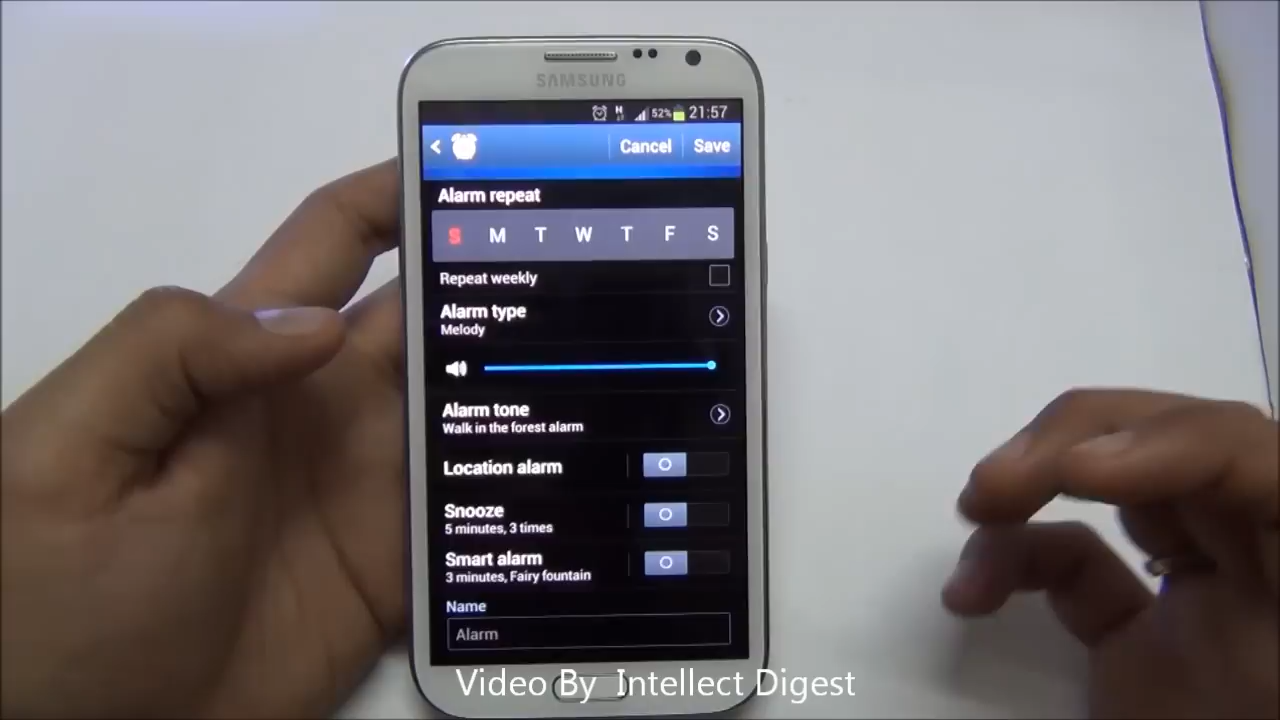 SAMSUNG
52% 21:57
Cancel Save
Alarm repeat
S M T W T F S
Repeat weekly
Alarm type
Melody
Alarm tone
Walk in the forest alarm
Location alarm
Snooze
5 minutes, 3 times
Smart alarm
3 minutes, Fairy fountain
Name
Alarm
Video By Intellect Digest